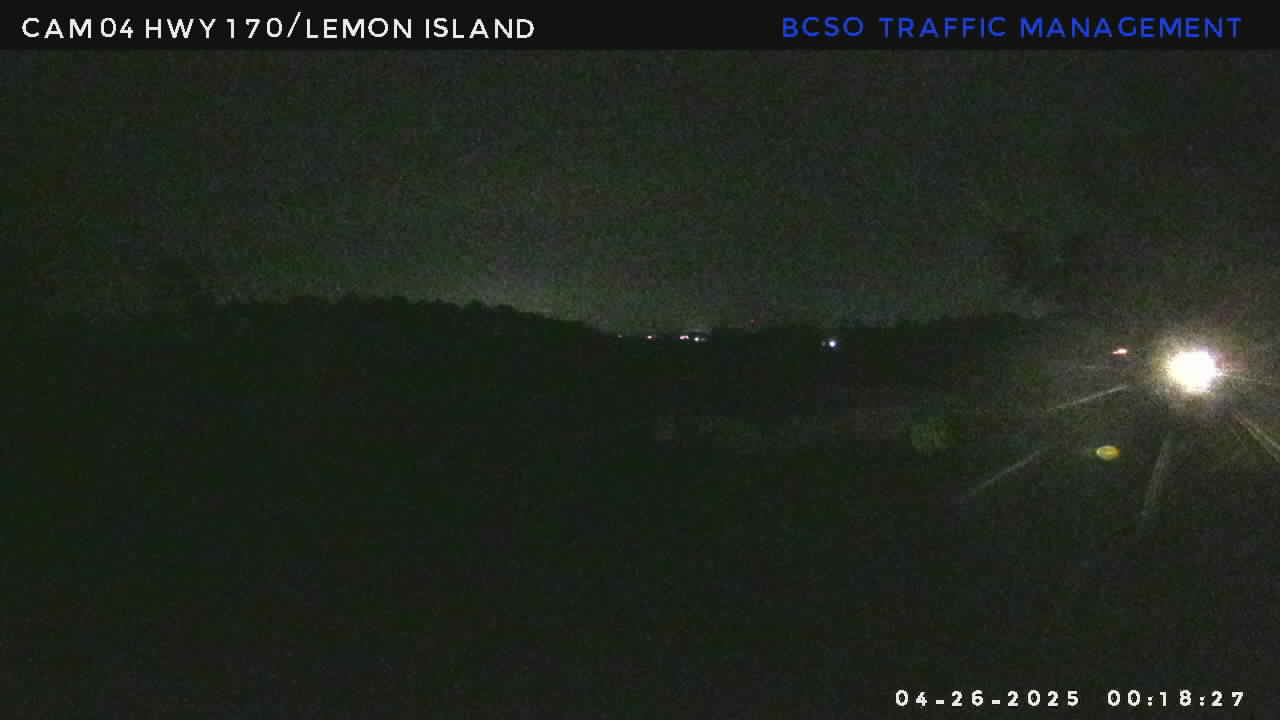 CAM04 HWY 170/LEMON ISLAND
BCSO TRAFFIC MANAGEMENT
04-26-2025 00:18:27